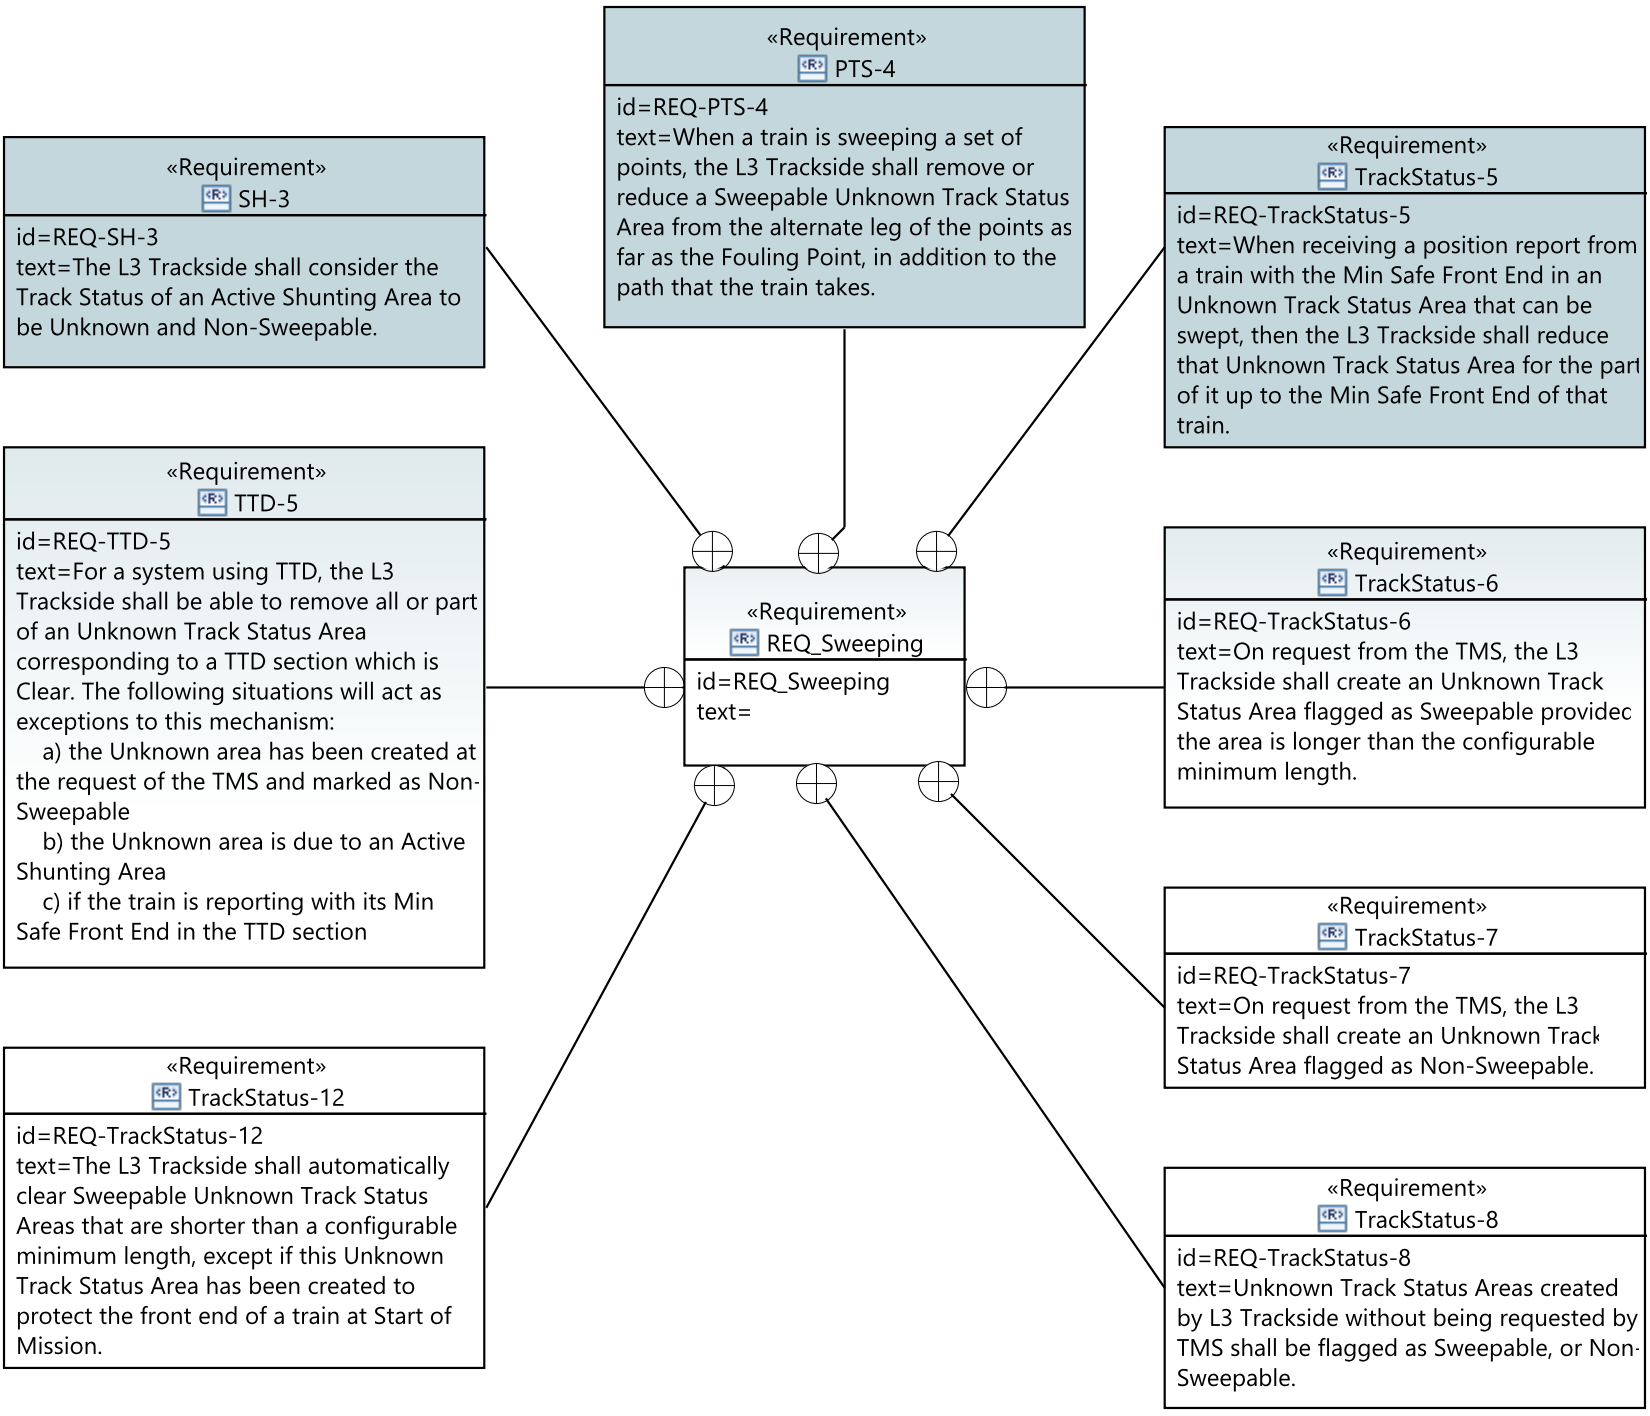 «Requirement»
PTS-4
id=REQ-PTS-4
text=When a train is sweeping a set of
points, the L3 Trackside shall remove or
reduce a Sweepable Unknown Track Status
Area from the alternate leg of the points as
far as the Fouling Point, in addition to the
path that the train takes.
«Requirement»
SH-3
id=REQ-SH-3
text=The L3 Trackside shall consider the
Track Status of an Active Shunting Area to
be Unknown and Non-Sweepable.
«Requirement»
TrackStatus-5
id=REQ-TrackStatus-5
text=When receiving a position report from
a train with the Min Safe Front End in an
Unknown Track Status Area that can be
swept, then the L3 Trackside shall reduce
that Unknown Track Status Area for the part
of it up to the Min Safe Front End of that
train.
«Requirement»
TTD-5
id=REQ-TTD-5
text=For a system using TTD, the L3
Trackside shall be able to remove all or part
of an Unknown Track Status Area
corresponding to a TTD section which is
Clear. The following situations will act as
exceptions to this mechanism:
a) the Unknown area has been created at
the request of the TMS and marked as Non-
Sweepable
b) the Unknown area is due to an Active
Shunting Area
c) if the train is reporting with its Min
Safe Front End in the TTD section
«Requirement»
REQ_Sweeping
id=REQ_Sweeping
text=
«Requirement»
TrackStatus-6
id=REQ-TrackStatus-6
text=On request from the TMS, the L3
Trackside shall create an Unknown Track
Status Area flagged as Sweepable provided
the area is longer than the configurable
minimum length.
«Requirement»
TrackStatus-7
id=REQ-TrackStatus-7
text=On request from the TMS, the L3
Trackside shall create an Unknown Track
Status Area flagged as Non-Sweepable.
«Requirement»
TrackStatus-12
id=REQ-TrackStatus-12
text=The L3 Trackside shall automatically
clear Sweepable Unknown Track Status
Areas that are shorter than a configurable
minimum length, except if this Unknown
Track Status Area has been created to
protect the front end of a train at Start of
Mission.
«Requirement»
TrackStatus-8
id=REQ-TrackStatus-8
text=Unknown Track Status Areas created
by L3 Trackside without being requested by
TMS shall be flagged as Sweepable, or Non-
Sweepable.